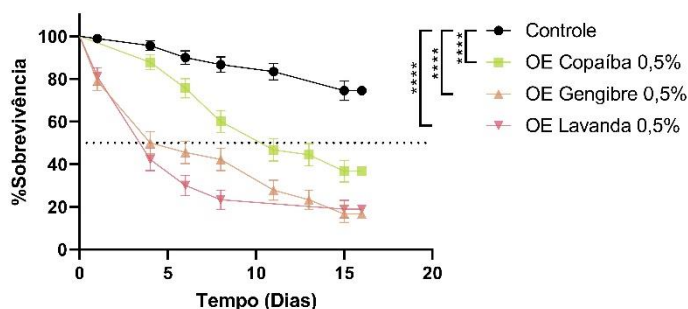 %Sobrevivência
100
80
60
40
20
0
0
5
10
15
20
Tempo (Dias)
****
****
****
Controle
OE Copaíba 0,5%
OE Gengibre 0,5%
OE Lavanda 0,5%